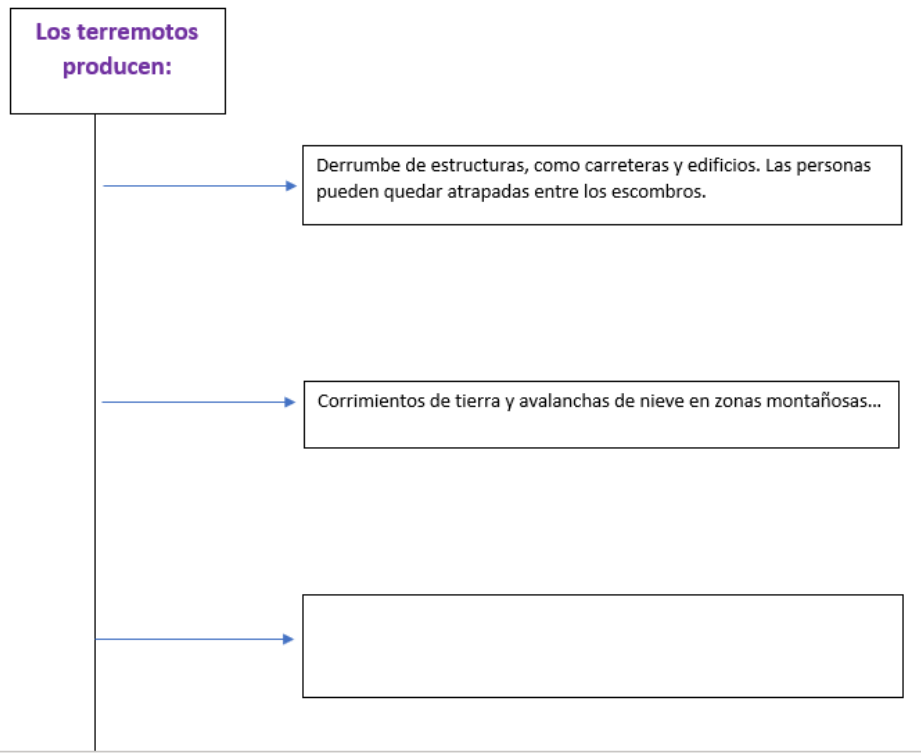 Los terremotos
producen:
Derrumbe de estructuras, como carreteras y edificios. Las personas
pueden quedar atrapadas entre los escombros.
Corrimientos de tierra y avalanchas de nieve en zonas montañosas...